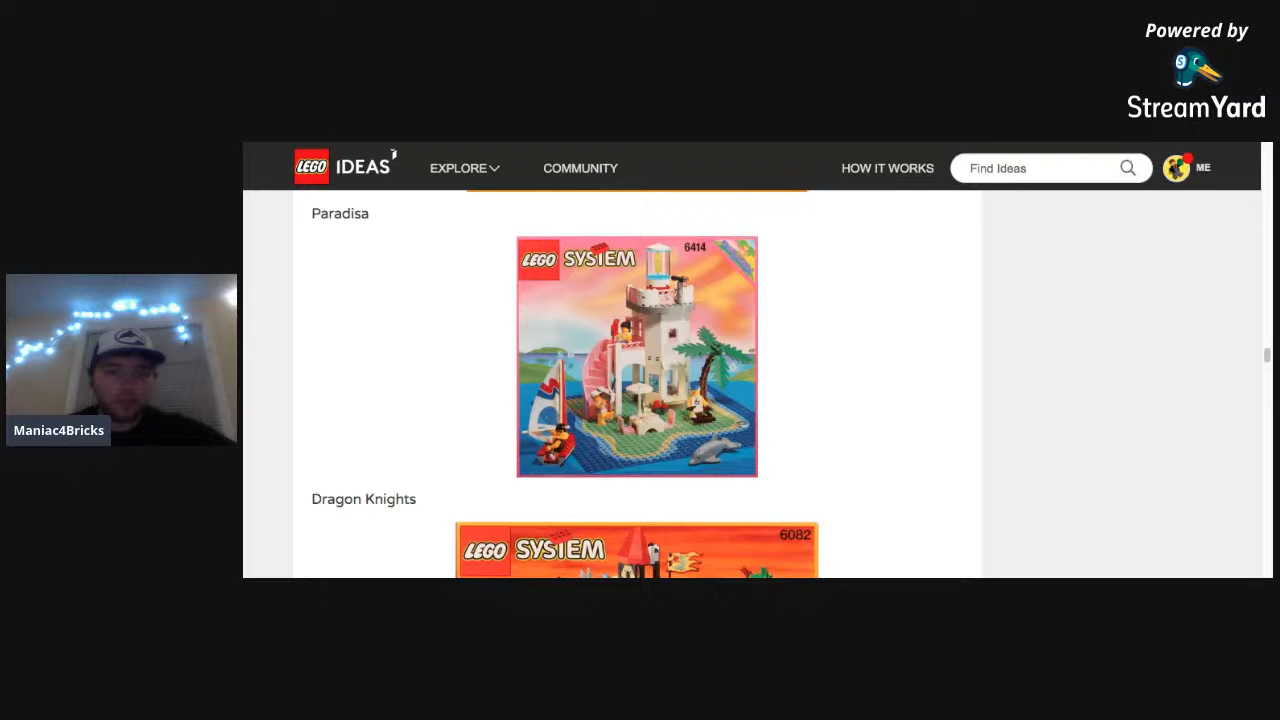 Powered by
StreamYard
LEGO IDEAS
EXPLORE
COMMUNITY
HOW IT WORKS
Find Ideas
ME
Paradisa
LEGO SYSTEM
6414
Maniac4Bricks
Dragon Knights
LEGO SYSTEM
6082